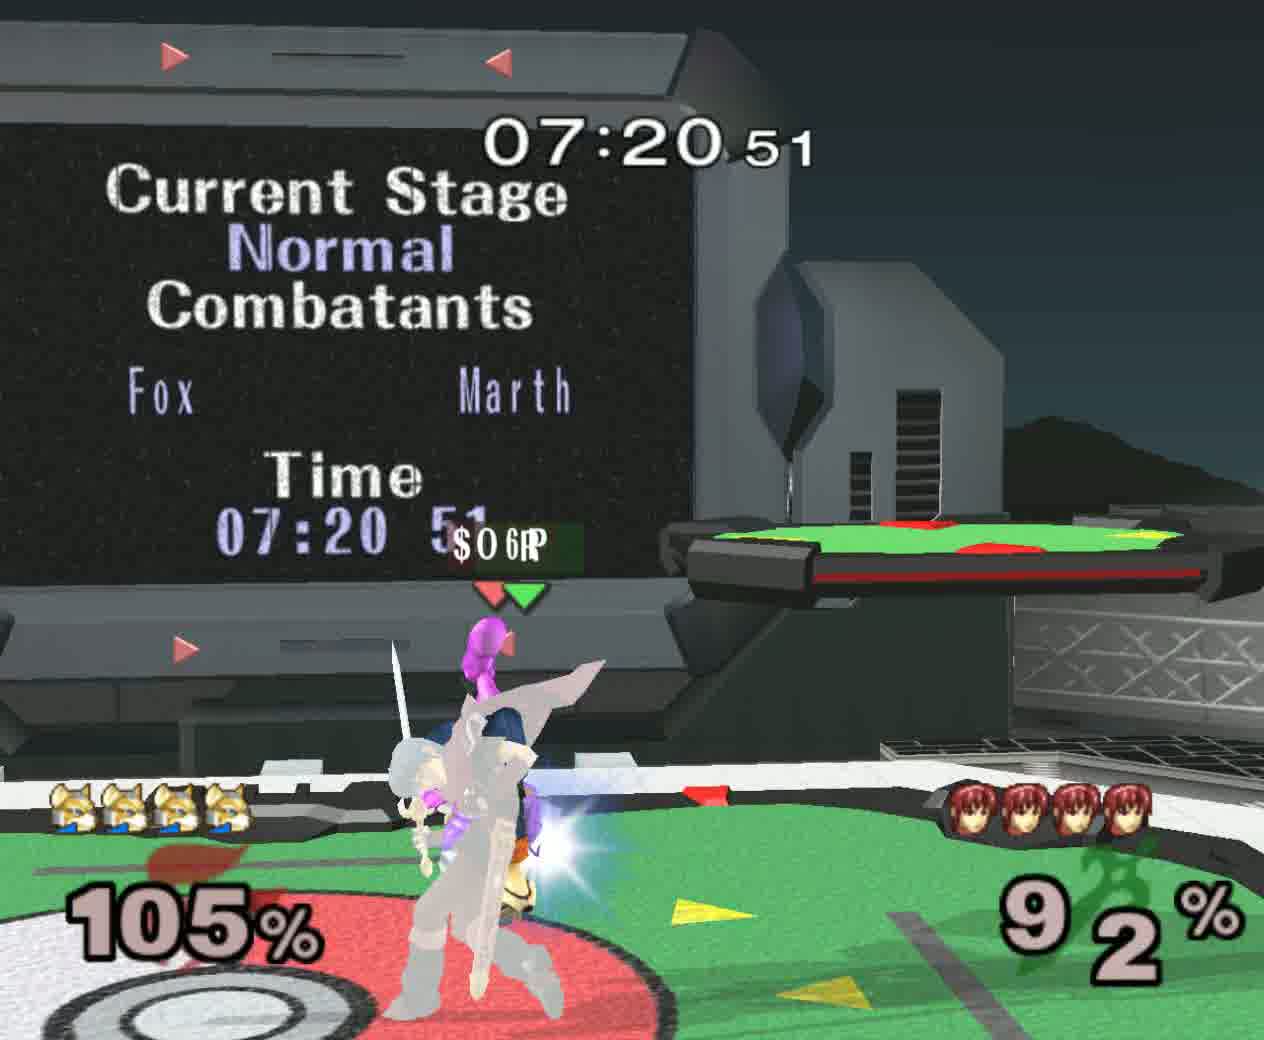 07:20 51
Current Stage
Normal
Combatants
Fox Marth
Time
07:20 51
105%
92%